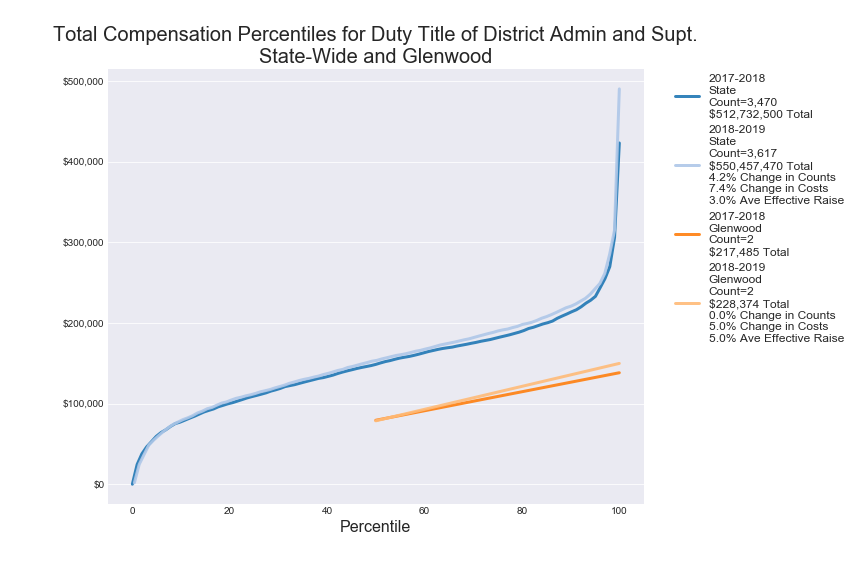 Total Compensation Percentiles for Duty Title of District Admin and Supt.
State-Wide and Glenwood
$500,000
$400,000
$300,000
$200,000
$100,000
$0
0
20
40
60
80
100
Percentile
2017-2018
State
Count=3,470
$512,732,500 Total
2018-2019
State
Count=3,617
$550,457,470 Total
4.2% Change in Counts
7.4% Change in Costs
3.0% Ave Effective Raise
2017-2018
Glenwood
Count=2
$217,485 Total
2018-2019
Glenwood
Count=2
$228,374 Total
0.0% Change in Counts
5.0% Change in Costs
5.0% Ave Effective Raise